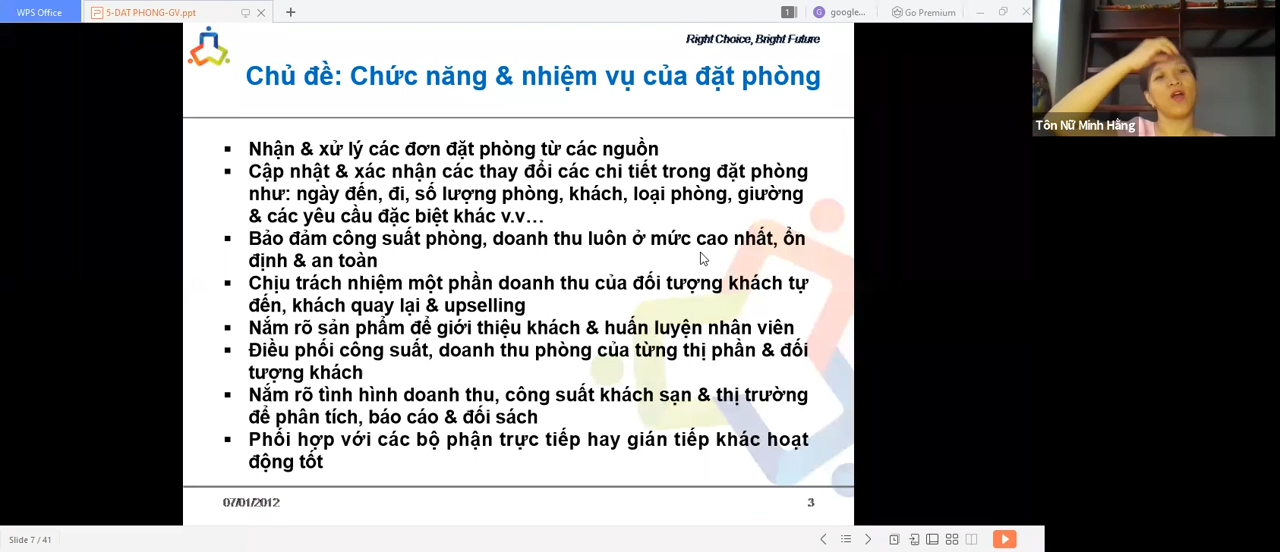 WPS Office
5-DAT PHONG-GV.ppt
1
G
google...
Go Premium
Right Choice, Bright Future
Chủ đề: Chức năng & nhiệm vụ của đặt phòng
Tôn Nữ Minh Hằng
▪ Nhận & xử lý các đơn đặt phòng từ các nguồn
▪ Cập nhật & xác nhận các thay đổi các chi tiết trong đặt phòng
như: ngày đến, đi, số lượng phòng, khách, loại phòng, giường
& các yêu cầu đặc biệt khác v.v...
▪ Bảo đảm công suất phòng, doanh thu luôn ở mức cao nhất, ổn
định & an toàn
▪ Chịu trách nhiệm một phần doanh thu của đối tượng khách tự
đến, khách quay lại & upselling
▪ Nắm rõ sản phẩm để giới thiệu khách & huấn luyện nhân viên
▪ Điều phối công suất, doanh thu phòng của từng thị phần & đối
tượng khách
▪ Nắm rõ tình hình doanh thu, công suất khách sạn & thị trường
để phân tích, báo cáo & đối sách
▪ Phối hợp với các bộ phận trực tiếp hay gián tiếp khác hoạt
động tốt
07/01/2012
3
Slide 7 / 41